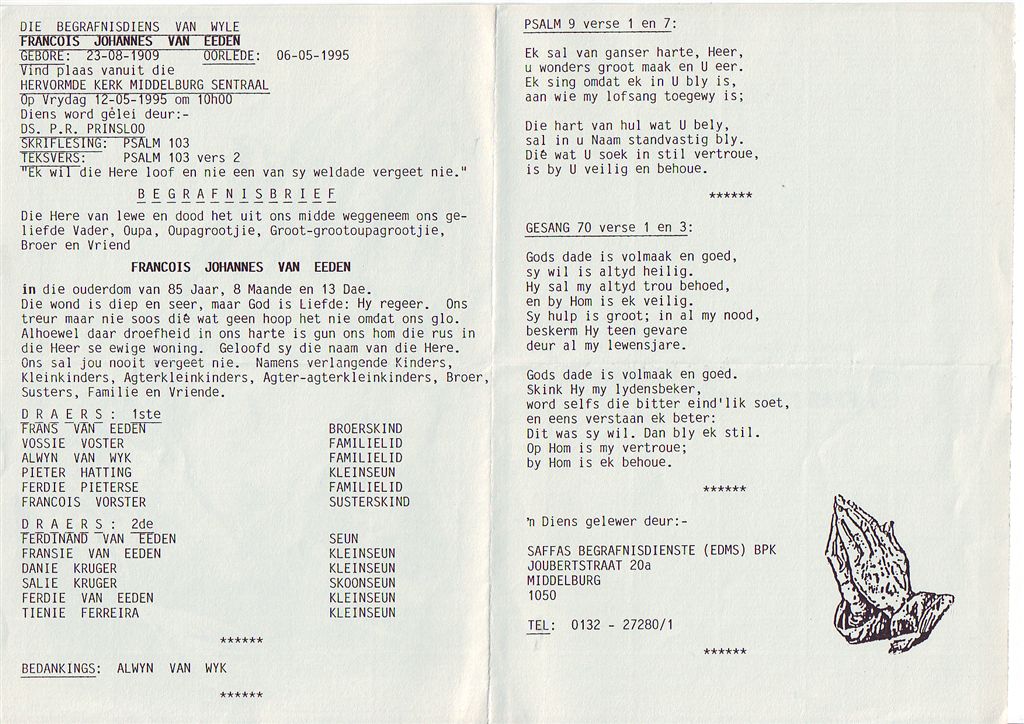 DIE BEGRAFNISDIENS VAN WYLE
FRANCOIS JOHANNES VAN EEDEN
GEBORE: 23-08-1909 OORLEDE: 06-05-1995
Vind plaas vanuit die
HERVORMDE KERK MIDDELBURG SENTRAAL
Op Vrydag 12-05-1995 om 10h00
Diens word gelei deur:-
DS. P.R. PRINSLOO
SKRIFLESING: PSALM 103
TEKSVERS: PSALM 103 vers 2
"Ek wil die Here loof en nie een van sy weldade vergeet nie."
B E G R A F N I S B R I E F
Die Here van lewe en dood het uit ons midde weggeneem ons ge-
liefde Vader, Oupa, Oupagrootjie, Groot-grootoupagrootjie,
Broer en Vriend
FRANCOIS JOHANNES VAN EEDEN
in die ouderdom van 85 Jaar, 8 Maande en 13 Dae.
Die wond is diep en seer, maar God is Liefde: Hy regeer. Ons
treur maar nie soos dié wat geen hoop het nie omdat ons glo.
Alhoewel daar droefheid in ons harte is gun ons hom die rus in
die Heer se ewige woning. Geloofd sy die naam van die Here.
Ons sal jou nooit vergeet nie. Namens verlangende Kinders,
Kleinkinders, Agterkleinkinders, Agter-agterkleinkinders, Broer,
Susters, Familie en Vriende.
D R A E R S : 1ste
FRANS VAN EEDEN BROERSKIND
VOSSIE VOSTER FAMILIELID
ALWYN VAN WYK FAMILIELID
PIETER HATTING KLEINSEUN
FERDIE PIETERSE FAMILIELID
FRANCOIS VORSTER SUSTERSKIND
D R A E R S : 2de
FERDINAND VAN EEDEN SEUN
FRANSIE VAN EEDEN KLEINSEUN
DANIE KRUGER KLEINSEUN
SALIE KRUGER SKOONSEUN
FERDIE VAN EEDEN KLEINSEUN
TIENIE FERREIRA KLEINSEUN
******
BEDANKINGS: ALWYN VAN WYK
******
PSALM 9 verse 1 en 7:
Ek sal van ganser harte, Heer,
u wonders groot maak en U eer.
Ek sing omdat ek in U bly is,
aan wie my lofsang toegewy is;
Die hart van hul wat U bely,
sal in u Naam standvastig bly.
Dié wat U soek in stil vertroue,
is by U veilig en behoue.
******
GESANG 70 verse 1 en 3:
Gods dade is volmaak en goed,
sy wil is altyd heilig.
Hy sal my altyd trou behoed,
en by Hom is ek veilig.
Sy hulp is groot; in al my nood,
beskerm Hy teen gevare
deur al my lewensjare.
Gods dade is volmaak en goed.
Skink Hy my lydensbeker,
word selfs die bitter eind'lik soet,
en eens verstaan ek beter:
Dit was sy wil. Dan bly ek stil.
Op Hom is my vertroue;
by Hom is ek behoue.
******
'n Diens gelewer deur:-
SAFFAS BEGRAFNISDIENSTE (EDMS) BPK
JOUBERTSTRAAT 20a
MIDDELBURG
1050
TEL: 0132 - 27280/1
******